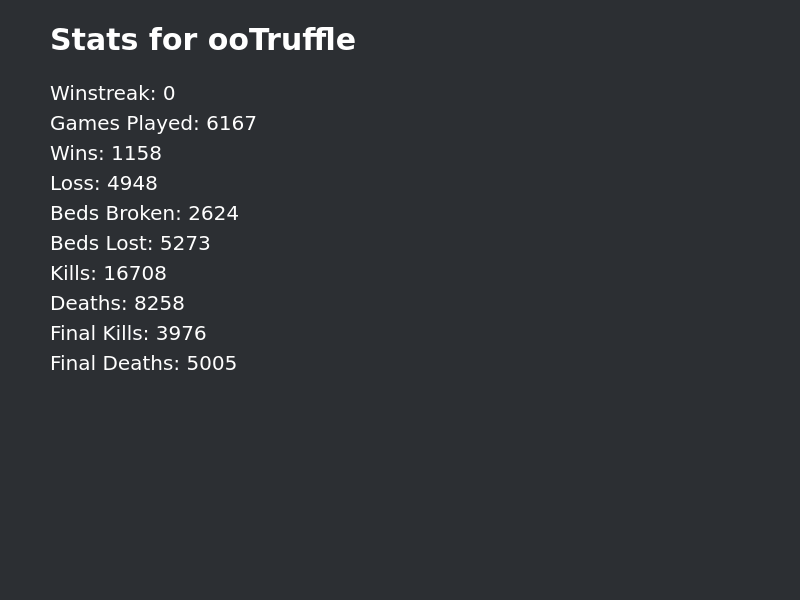 Stats for ooTruffle
Winstreak: 0
Games Played: 6167
Wins: 1158
Loss: 4948
Beds Broken: 2624
Beds Lost: 5273
Kills: 16708
Deaths: 8258
Final Kills: 3976
Final Deaths: 5005